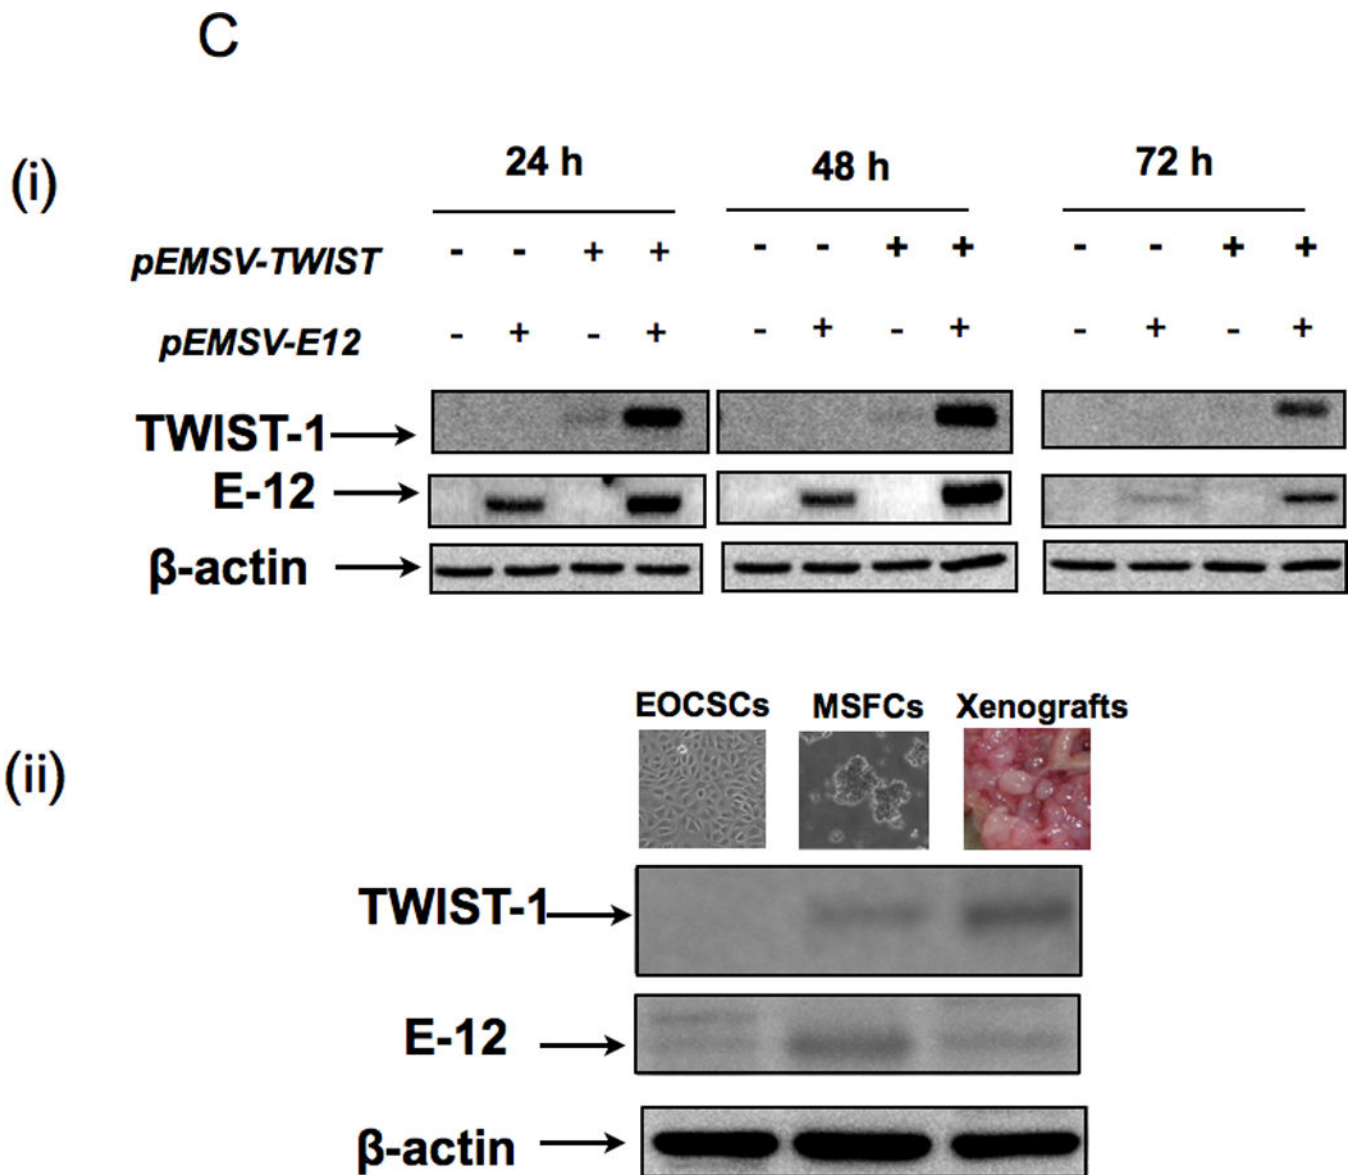 C
(i)
24 h 48 h 72 h
pEMSV-TWIST - - + + - - + + - - + +
pEMSV-E12 - + - + - + - + - + - +
TWIST-1
E-12
β-actin
(ii)
EOCSCs MSFCs Xenografts
TWIST-1
E-12
β-actin